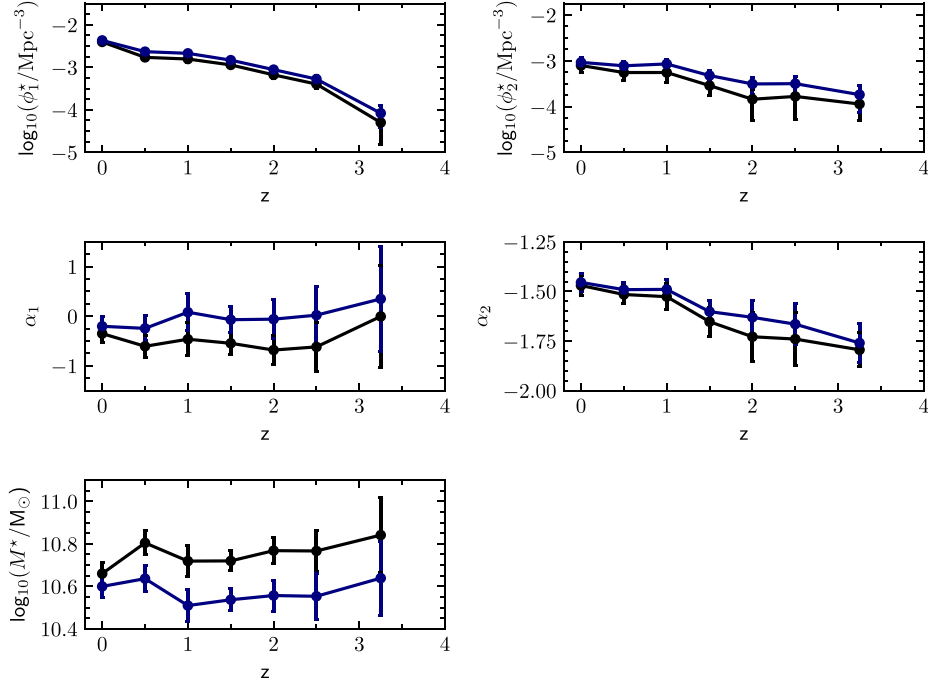 log₁₀(ϕ₁⋆/Mpc⁻³)
−2
−3
−4
−5
z
log₁₀(ϕ₂⋆/Mpc⁻³)
−2
−3
−4
−5
0 1 2 3 4
z
α₁
1
0
−1
0 1 2 3 4
z
α₂
−1.25
−1.50
−1.75
−2.00
0 1 2 3 4
z
log₁₀(M⋆/M⊙)
11.0
10.8
10.6
10.4
0 1 2 3 4
z
0 1 2 3 4